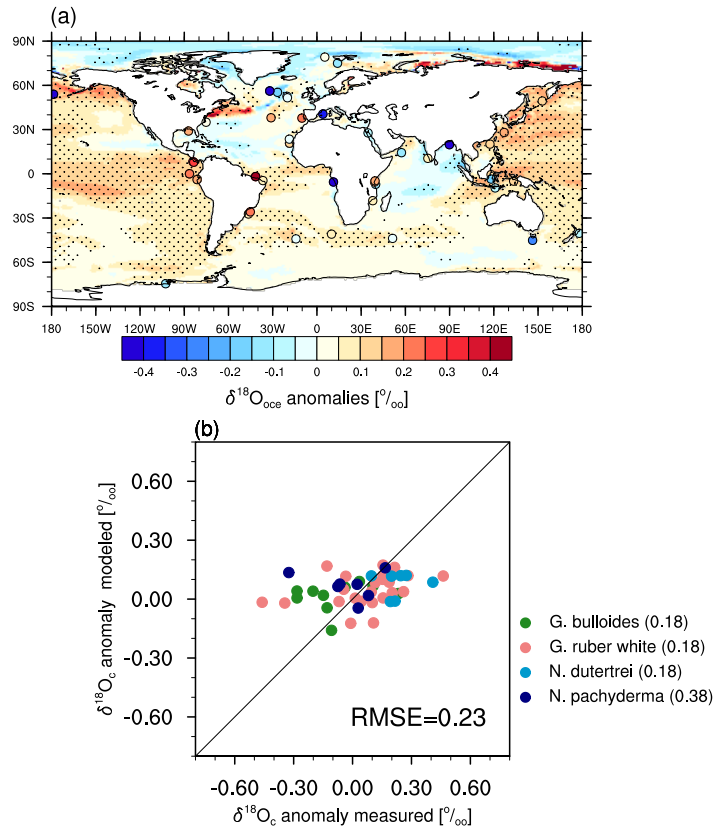 (a)
90N
60N
30N
0
30S
60S
90S
180 150W 120W 90W 60W 30W 0 30E 60E 90E 120E 150E 180
-0.4 -0.3 -0.2 -0.1 0 0.1 0.2 0.3 0.4
δ¹⁸Ooce anomalies [o/oo]
(b)
δ¹⁸Oc anomaly modeled [o/oo]
0.60
0.30
0.00
-0.30
-0.60
RMSE=0.23
-0.60 -0.30 0.00 0.30 0.60
δ¹⁸Oc anomaly measured [o/oo]
G. bulloides (0.18)
G. ruber white (0.18)
N. dutertrei (0.18)
N. pachyderma (0.38)